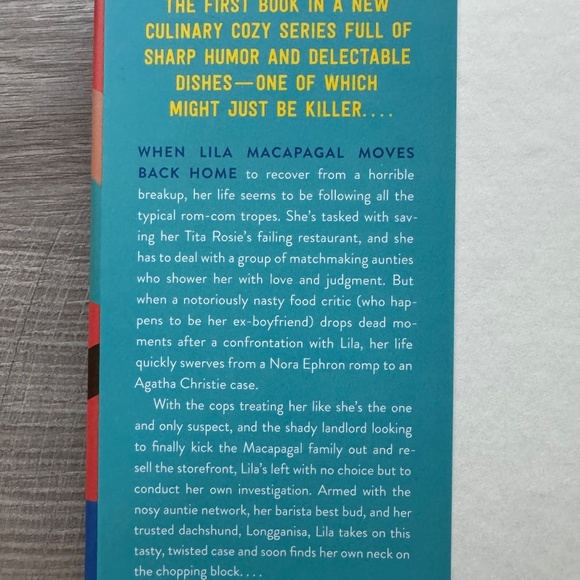 THE FIRST BOOK IN A NEW
CULINARY COZY SERIES FULL OF
SHARP HUMOR AND DELECTABLE
DISHES—ONE OF WHICH
MIGHT JUST BE KILLER....
WHEN LILA MACAPAGAL MOVES
BACK HOME to recover from a horrible
breakup, her life seems to be following all the
typical rom-com tropes. She's tasked with sav-
ing her Tita Rosie's failing restaurant, and she
has to deal with a group of matchmaking aunties
who shower her with love and judgment. But
when a notoriously nasty food critic (who hap-
pens to be her ex-boyfriend) drops dead mo-
ments after a confrontation with Lila, her life
quickly swerves from a Nora Ephron romp to an
Agatha Christie case.
With the cops treating her like she's the one
and only suspect, and the shady landlord looking
to finally kick the Macapagal family out and re-
sell the storefront, Lila's left with no choice but to
conduct her own investigation. Armed with the
nosy auntie network, her barista best bud, and her
trusted dachshund, Longganisa, Lila takes on this
tasty, twisted case and soon finds her own neck on
the chopping block....